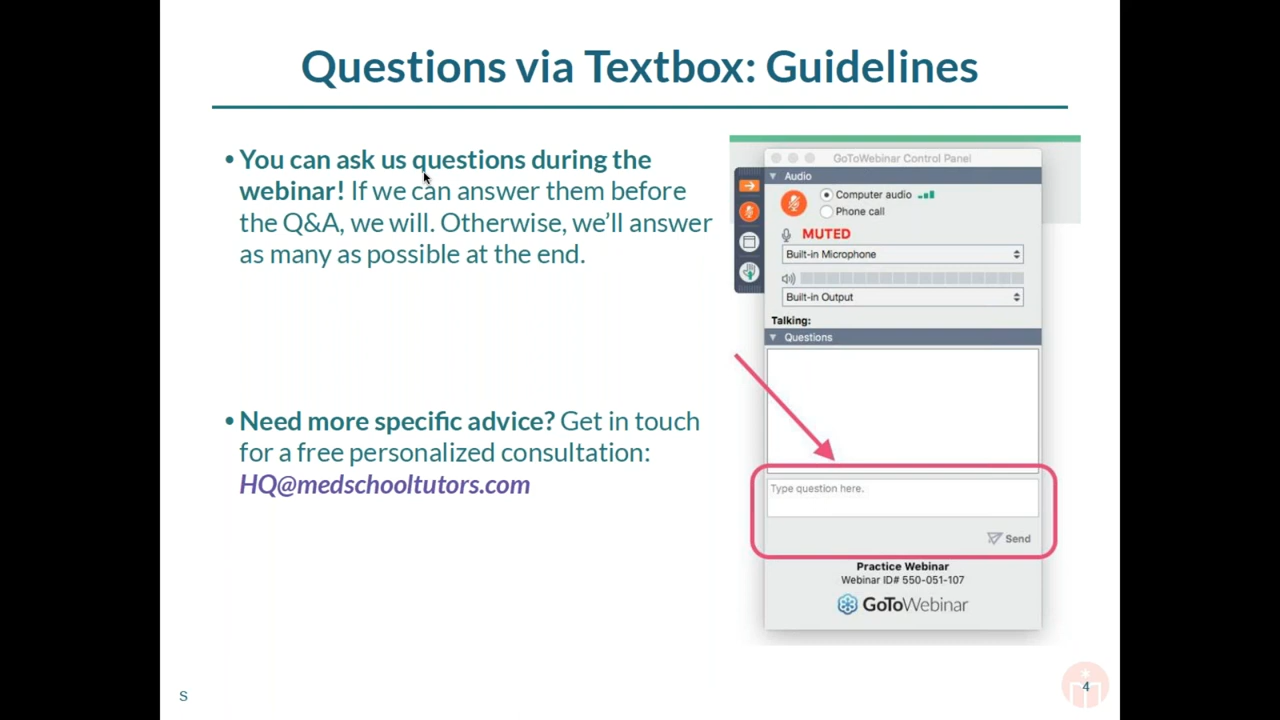 Questions via Textbox: Guidelines
• You can ask us questions during the
webinar! If we can answer them before
the Q&A, we will. Otherwise, we’ll answer
as many as possible at the end.
• Need more specific advice? Get in touch
for a free personalized consultation:
HQ@medschooltutors.com
GoToWebinar Control Panel
Audio
Computer audio
Phone call
MUTED
Built-in Microphone
Built-in Output
Talking:
Questions
Type question here.
Send
Practice Webinar
Webinar ID# 550-051-107
GoToWebinar
S
4